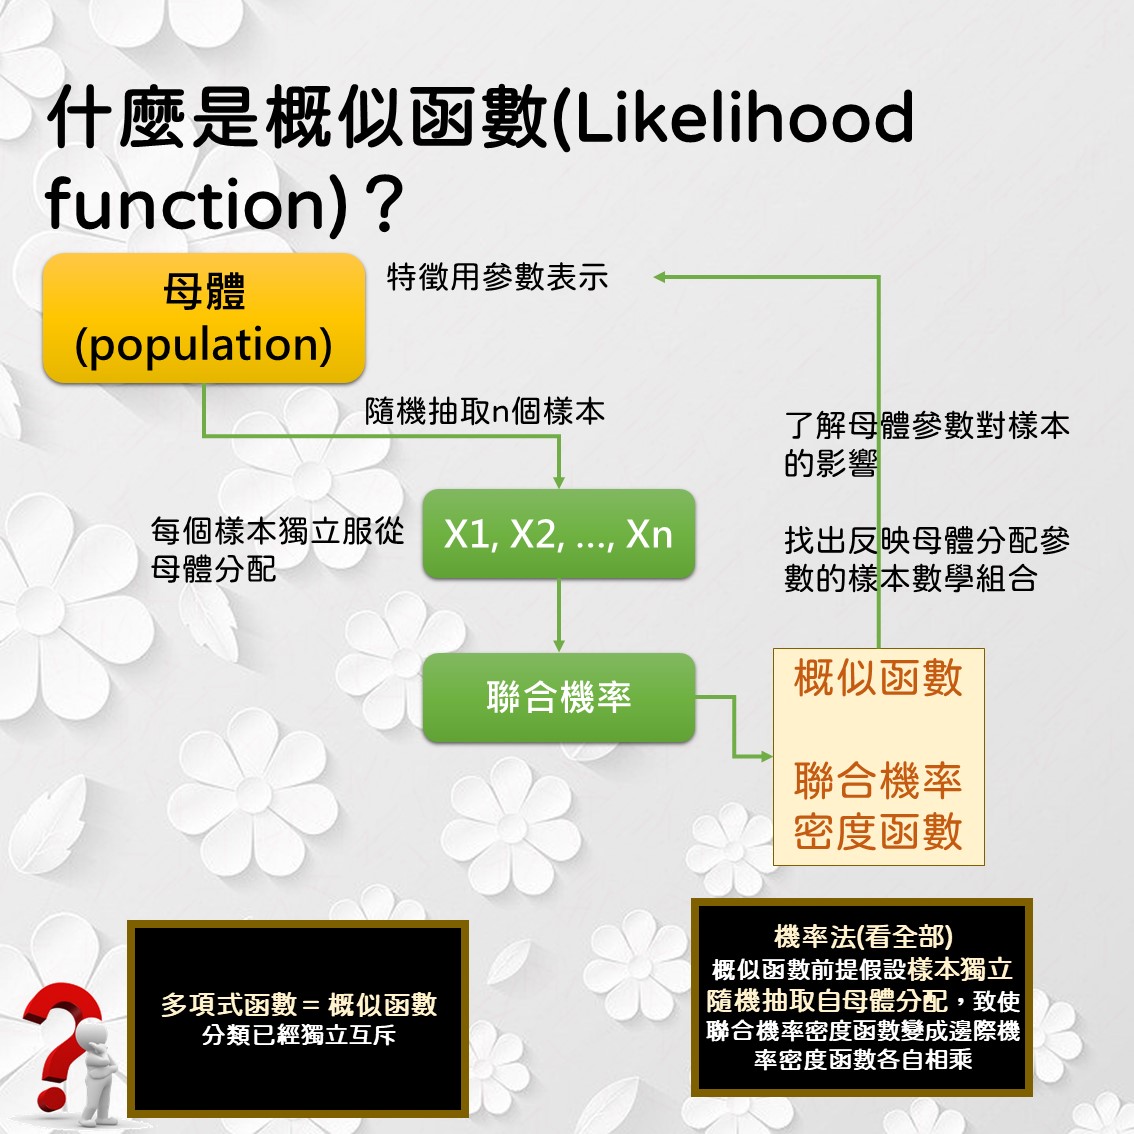 什麼是概似函數(Likelihood
function)？
母體
(population)
特徵用參數表示
隨機抽取n個樣本
了解母體參數對樣本
的影響
每個樣本獨立服從
母體分配
X1, X2, …, Xn
找出反映母體分配參
數的樣本數學組合
聯合機率
概似函數
聯合機率
密度函數
多項式函數 = 概似函數
分類已經獨立互斥
機率法(看全部)
概似函數前提假設樣本獨立
隨機抽取自母體分配，致使
聯合機率密度函數變成邊際機
率密度函數各自相乘